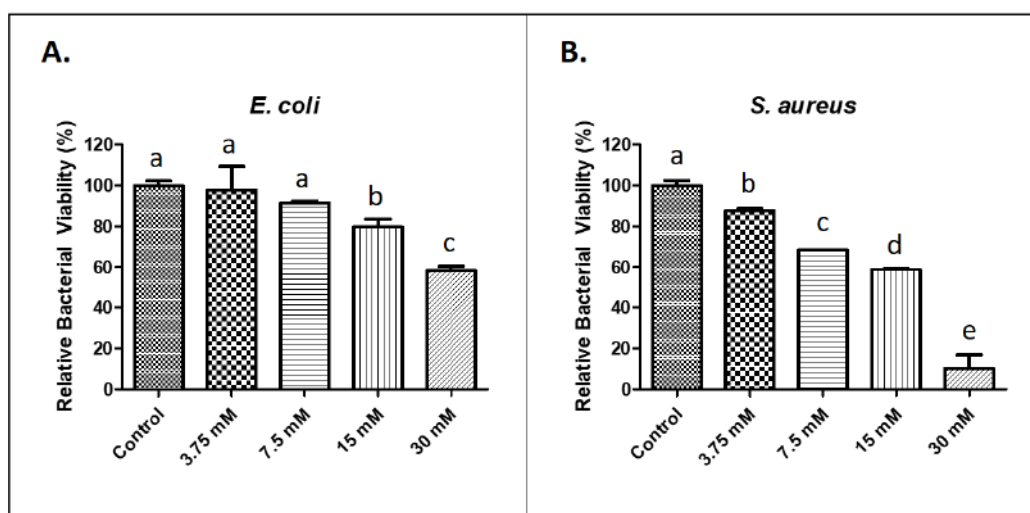 A.
E. coli
Relative Bacterial Viability (%)
120
100
80
60
40
20
0
a
a
a
b
c
Control
3.75 mM
7.5 mM
15 mM
30 mM
B.
S. aureus
Relative Bacterial Viability (%)
120
100
80
60
40
20
0
a
b
c
d
e
Control
3.75 mM
7.5 mM
15 mM
30 mM